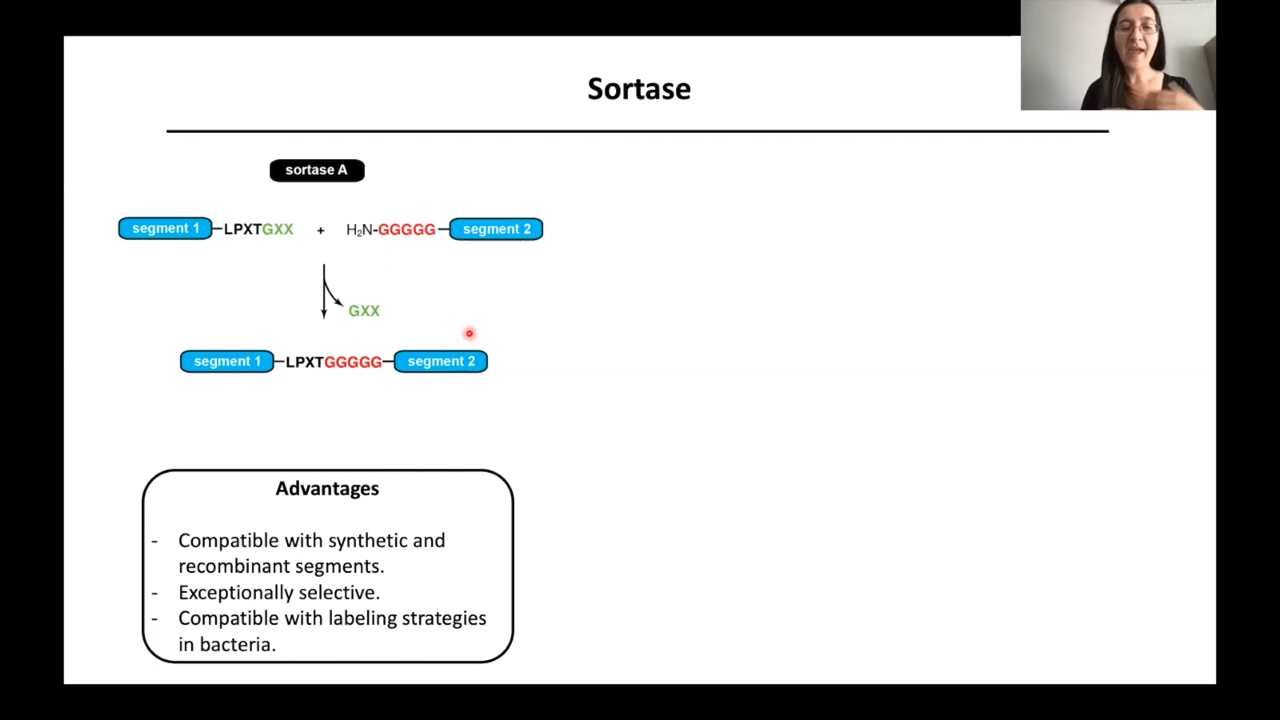 Sortase
sortase A
segment 1 LPXTGXX + H₂N-GGGGG segment 2
GXX
segment 1 LPXTGGGGG segment 2
Advantages
- Compatible with synthetic and
recombinant segments.
- Exceptionally selective.
- Compatible with labeling strategies
in bacteria.